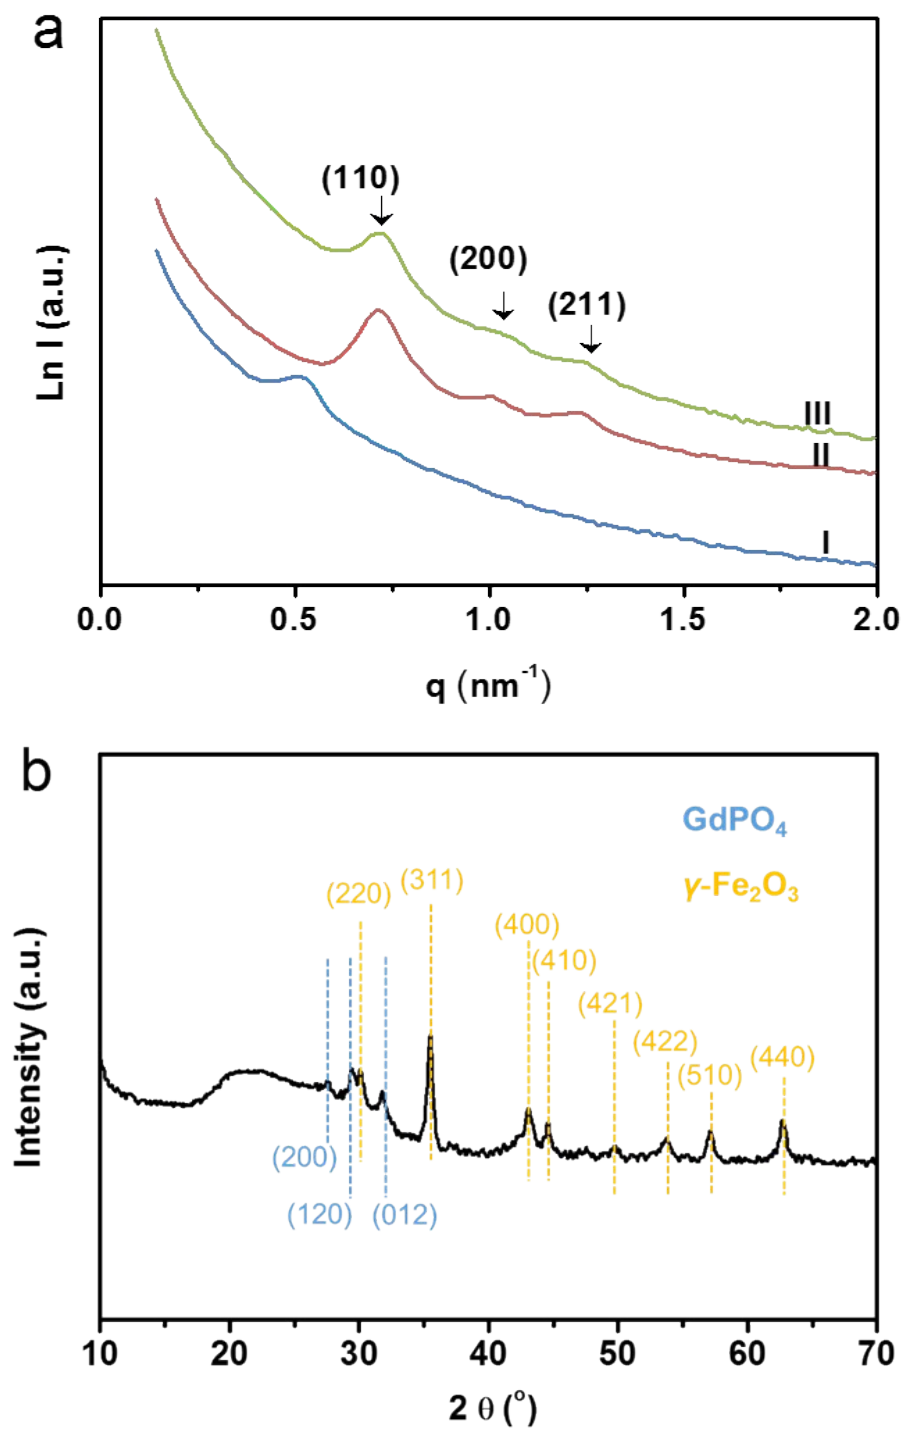 a
(110)
(200)
(211)
Ln I (a.u.)
III
II
I
0.0 0.5 1.0 1.5 2.0
q (nm⁻¹)
b
GdPO₄
γ-Fe₂O₃
(220) (311)
(400)
(410)
(421)
(422)
(510) (440)
Intensity (a.u.)
(200)
(120) (012)
10 20 30 40 50 60 70
2 θ (°)